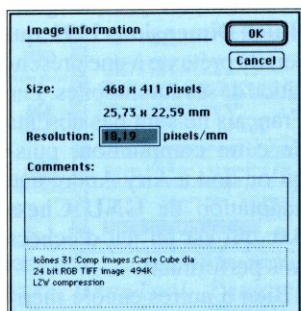 Image information
OK
Cancel
Size: 468 x 411 pixels
25,73 x 22,59 mm
Resolution: 18,19 pixels/mm
Comments:
Icônes 31 :Comp images :Carte Cube dia
24 bit RGB TIFF image 494K
LZW compression